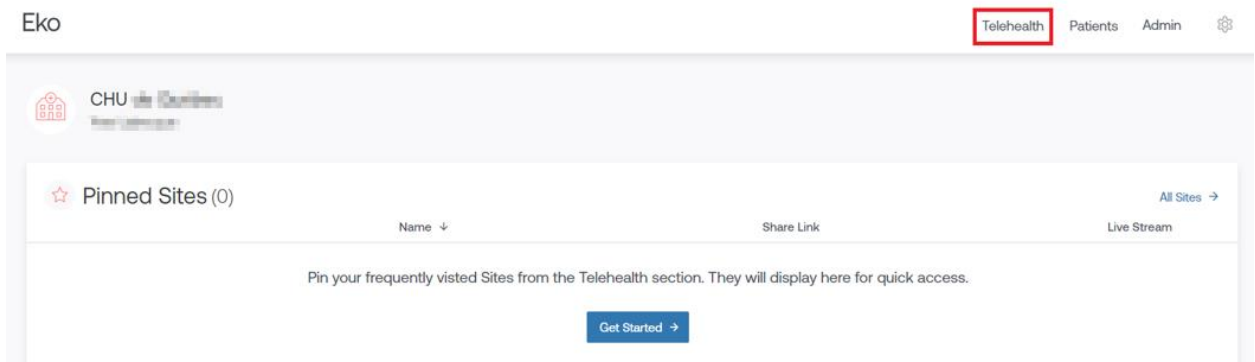 Eko
Telehealth Patients Admin
CHU
Pinned Sites (0)
All Sites →
Name ↓ Share Link Live Stream
Pin your frequently visted Sites from the Telehealth section. They will display here for quick access.
Get Started →